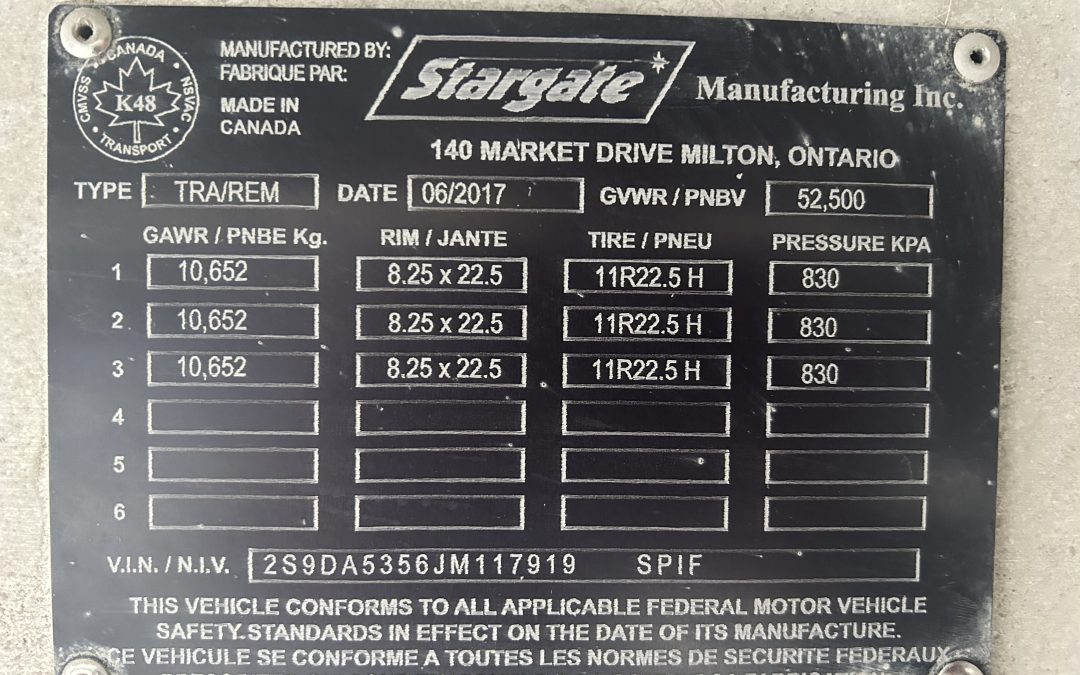 CANADA
CMVSS
K48
NSVAC
TRANSPORT
MANUFACTURED BY:
FABRIQUE PAR:
MADE IN
CANADA
Stargate Manufacturing Inc.
140 MARKET DRIVE MILTON, ONTARIO
TYPE TRA/REM DATE 06/2017 GVWR / PNBV 52,500
GAWR / PNBE Kg. RIM / JANTE TIRE / PNEU PRESSURE KPA
1 10,652 8.25 x 22.5 11R22.5 H 830
2 10,652 8.25 x 22.5 11R22.5 H 830
3 10,652 8.25 x 22.5 11R22.5 H 830
4
5
6
V.I.N. / N.I.V. 2S9DA5356JM117919 SPIF
THIS VEHICLE CONFORMS TO ALL APPLICABLE FEDERAL MOTOR VEHICLE
SAFETY STANDARDS IN EFFECT ON THE DATE OF ITS MANUFACTURE.
CE VEHICULE SE CONFORME A TOUTES LES NORMES DE SECURITE FEDERAUX